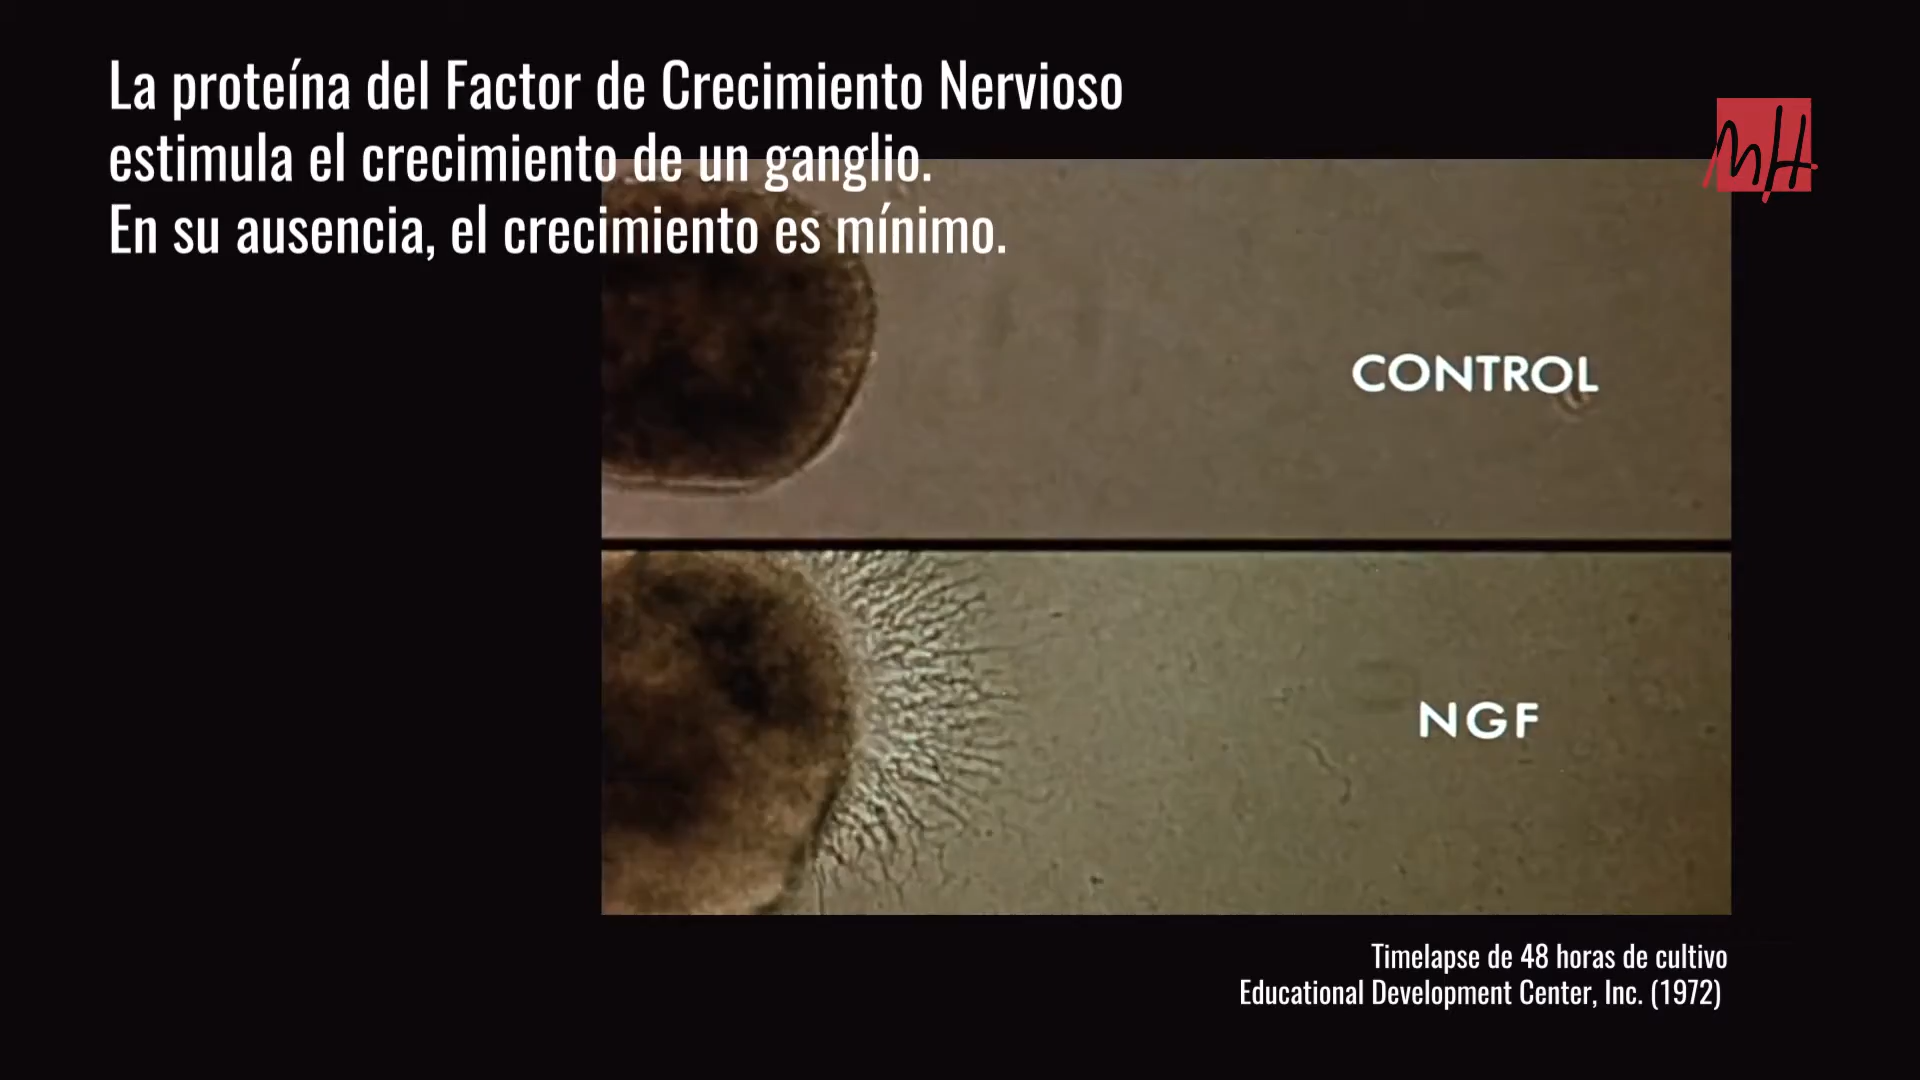 La proteína del Factor de Crecimiento Nervioso
estimula el crecimiento de un ganglio.
En su ausencia, el crecimiento es mínimo.
MH
CONTROL
NGF
Timelapse de 48 horas de cultivo
Educational Development Center, Inc. (1972)